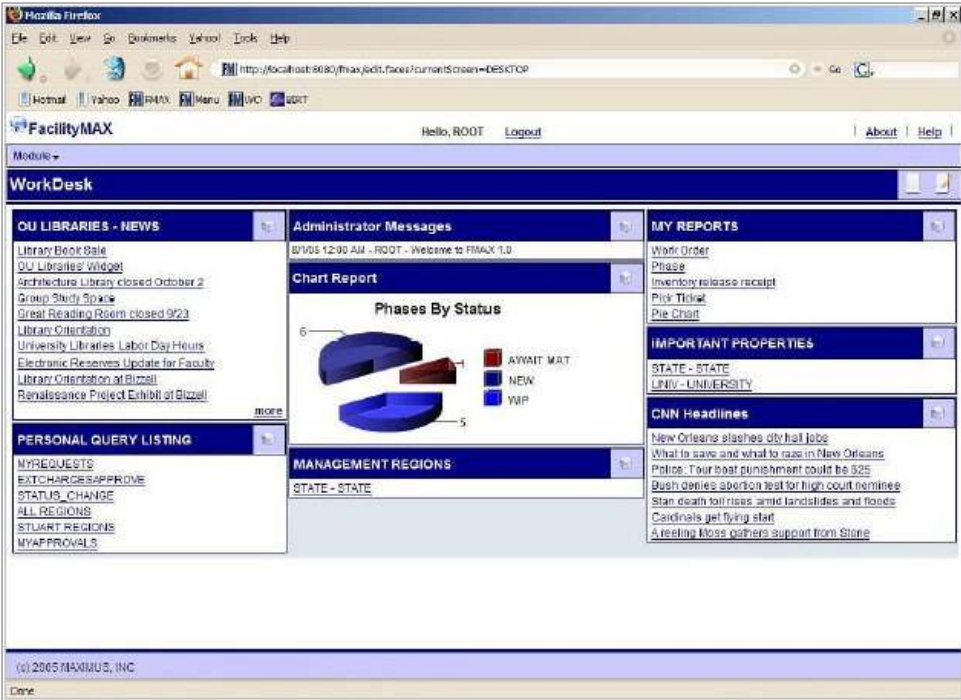 Mozilla Firefox
File Edit View Go Bookmarks Yahoo! Tools Help
http://localhost:8080/fmax/edit.faces?currentScreen=DESKTOP
Go
Hotmail Yahoo FMAX Menu
FacilityMAX
Hello, ROOT Logout
About Help
Module
WorkDesk
OU LIBRARIES - NEWS
Library Book Sale
OU Libraries' Widget
Architecture Library closed October 2
Group Study Space
Great Reading Room closed 9/23
Library Orientation
University Libraries Labor Day Hours
Electronic Reserves Update for Faculty
Library Orientation at Bizzell
Renaissance Project Exhibit at Bizzell
more
PERSONAL QUERY LISTING
MYREQUESTS
EXTCHARGESAPPROVE
STATUS_CHANGE
ALL REGIONS
STUART REGIONS
MYAPPROVALS
Administrator Messages
8/1/05 12:00 AM - ROOT - Welcome to FMAX 1.0
Chart Report
Phases By Status
6
4
5
AWAIT MAT
NEW
WIP
MANAGEMENT REGIONS
STATE - STATE
MY REPORTS
Work Order
Phase
Inventory release receipt
Pick Ticket
Pie Chart
IMPORTANT PROPERTIES
STATE - STATE
UNIV - UNIVERSITY
CNN Headlines
New Orleans slashes city hall jobs
What to save and what to raze in New Orleans
Police: Tour boat punishment could be $25
Bush denies abortion test for high court nominee
Stan death toll rises amid landslides and floods
Cardinals get flying start
A reeling Moss gathers support from Stone
(c) 2005 MAXIMUS, INC
Done